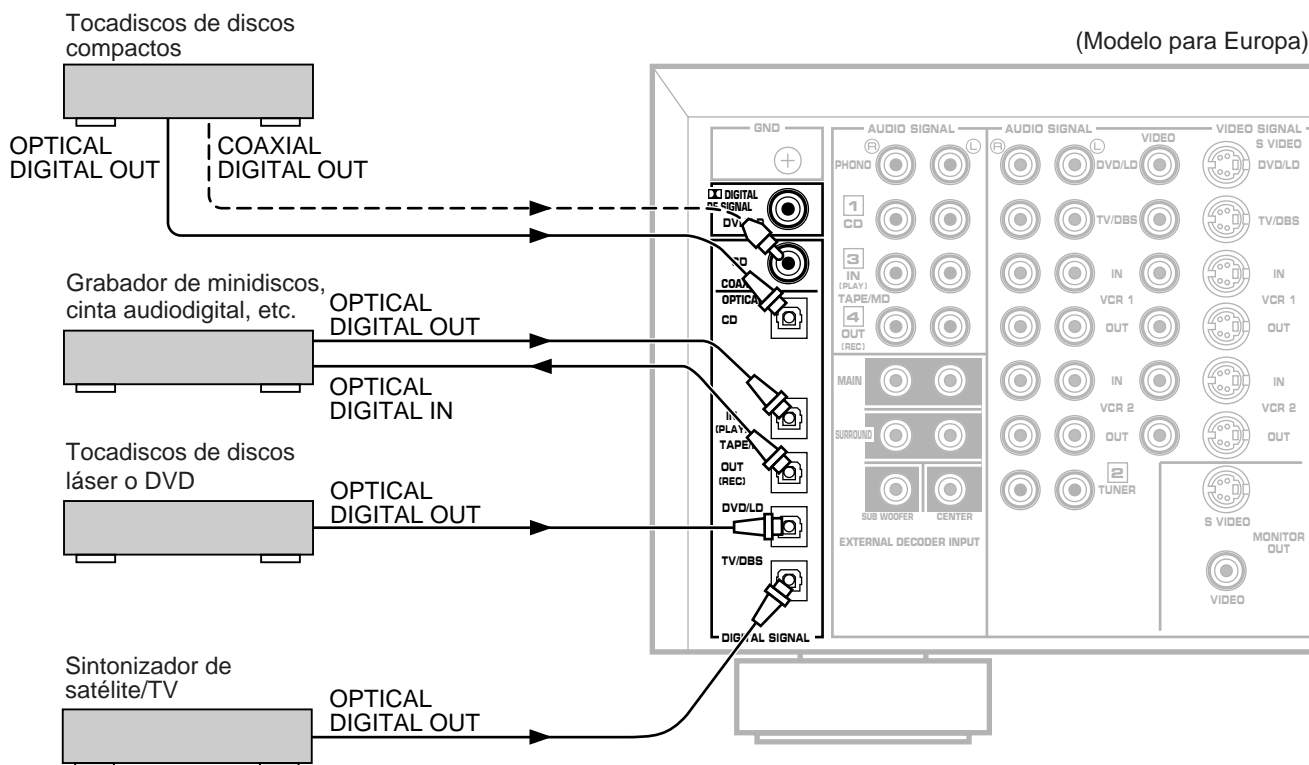 Tocadiscos de discos
compactos
(Modelo para Europa)
OPTICAL
DIGITAL OUT
COAXIAL
DIGITAL OUT
Grabador de minidiscos,
cinta audiodigital, etc.
OPTICAL
DIGITAL OUT
OPTICAL
DIGITAL IN
Tocadiscos de discos
láser o DVD
OPTICAL
DIGITAL OUT
Sintonizador de
satélite/TV
OPTICAL
DIGITAL OUT
GND
DIGITAL
SIGNAL
CD
IN
TAPE/
OUT
(REC)
DVD/LD
TV/DBS
SIGNAL
AUDIO SIGNAL
R
L
PHONO
1
CD
3
IN
(PLAY)
TAPE/MD
4
OUT
(REC)
MAIN
SURROUND
SUB WOOFER
CENTER
EXTERNAL DECODER INPUT
AUDIO SIGNAL
R
L
VIDEO
DVD/LD
TV/DBS
IN
VCR 1
OUT
IN
VCR 2
OUT
2
TUNER
VIDEO SIGNAL
S VIDEO
DVD/LD
TV/DBS
IN
VCR 1
OUT
IN
VCR 2
OUT
S VIDEO
MONITOR
OUT
VIDEO